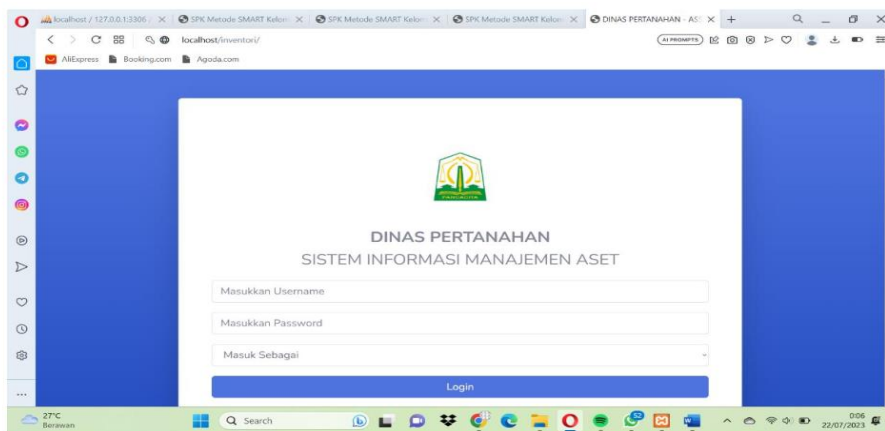 localhost / 127.0.0.1:3306 /
SPK Metode SMART Kelom
SPK Metode SMART Kelom
SPK Metode SMART Kelom
DINAS PERTANAHAN - AS
localhost/inventori/
AI PROMPTS
AliExpress
Booking.com
Agoda.com
PANCACITA
DINAS PERTANAHAN
SISTEM INFORMASI MANAJEMEN ASET
Masukkan Username
Masukkan Password
Masuk Sebagai
Login
27°C
Berawan
Search
0:06
22/07/2023